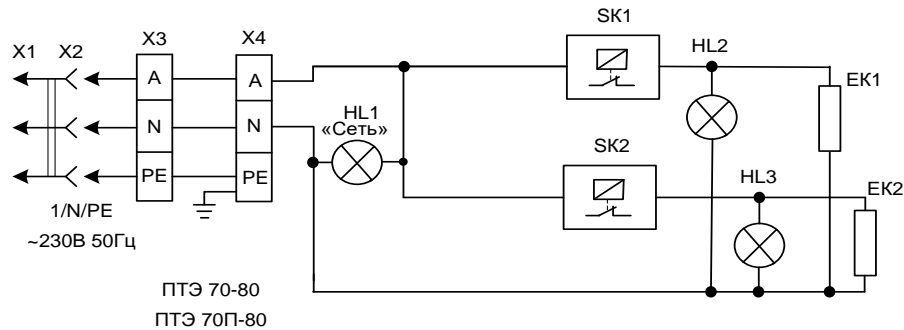 X1
X2
X3
X4
SK1
HL2
EK1
A
A
N
N
HL1
«Сеть»
PE
PE
SK2
HL3
EK2
1/N/PE
~230В 50Гц
ПТЭ 70-80
ПТЭ 70П-80